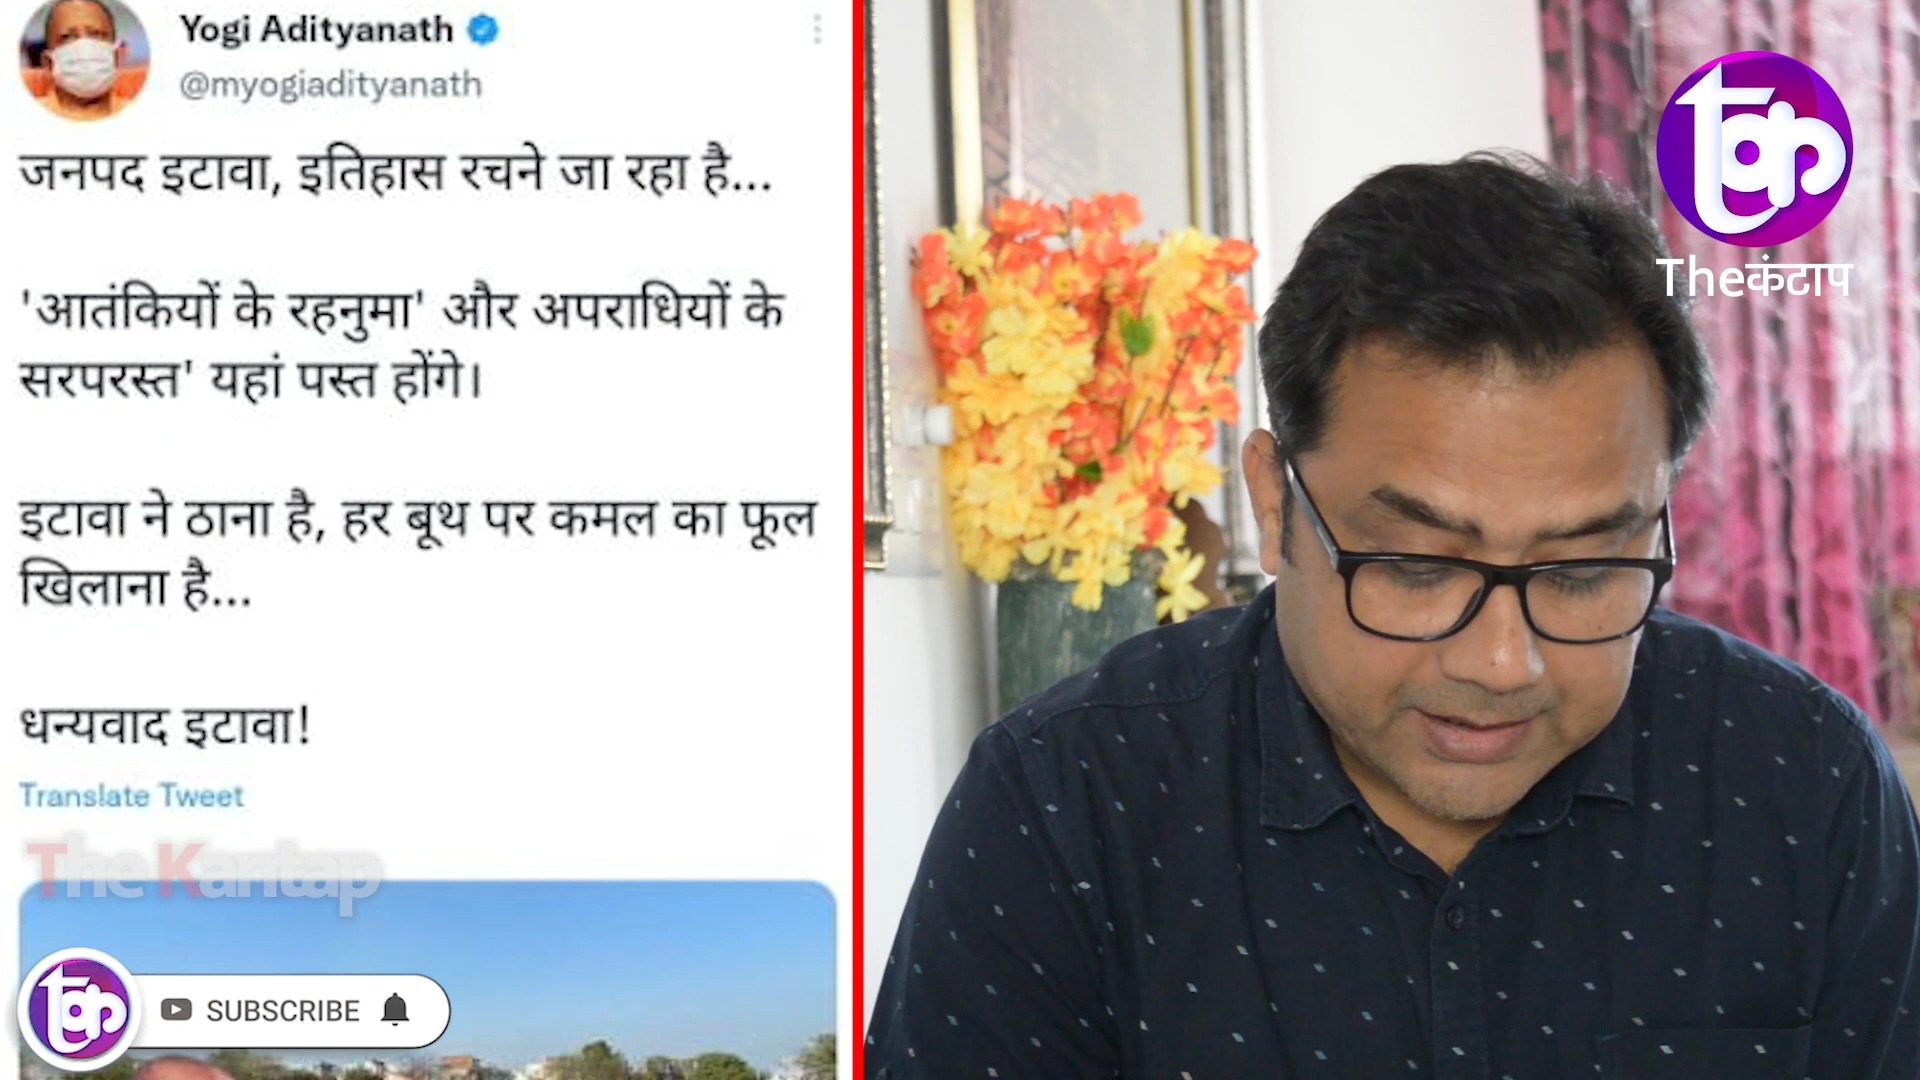 Yogi Adityanath
@myogiadityanath
जनपद इटावा, इतिहास रचने जा रहा है...
'आतंकियों के रहनुमा' और अपराधियों के
सरपरस्त' यहां पस्त होंगे।
इटावा ने ठाना है, हर बूथ पर कमल का फूल
खिलाना है...
धन्यवाद इटावा!
Translate Tweet
The Kantap
SUBSCRIBE
Theकंटाप